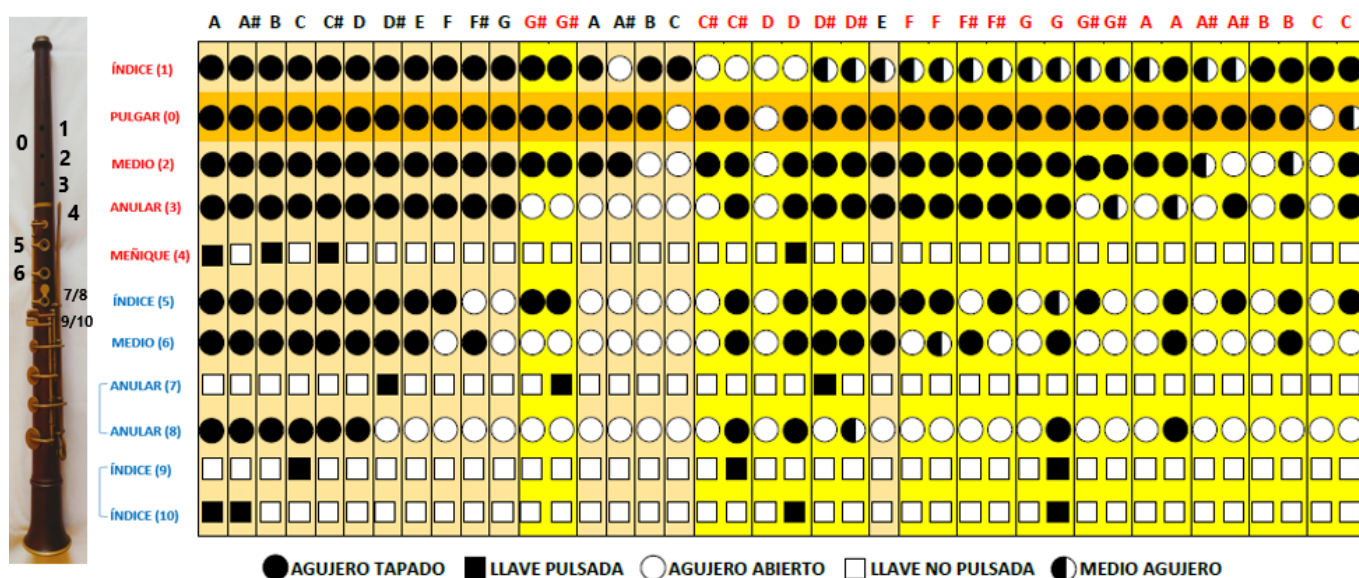 A A# B C C# D D# E F F# G G# G# A A# B C C# C# D D D# D# E F F F# F# G G G# G# A A A# A# B B C C
ÍNDICE (1)
PULGAR (0)
MEDIO (2)
ANULAR (3)
MEÑIQUE (4)
ÍNDICE (5)
MEDIO (6)
ANULAR (7)
ANULAR (8)
ÍNDICE (9)
ÍNDICE (10)
0 1
2
3
4
5
6
7/8
9/10
AGUJERO TAPADO LLAVE PULSADA AGUJERO ABIERTO LLAVE NO PULSADA MEDIO AGUJERO